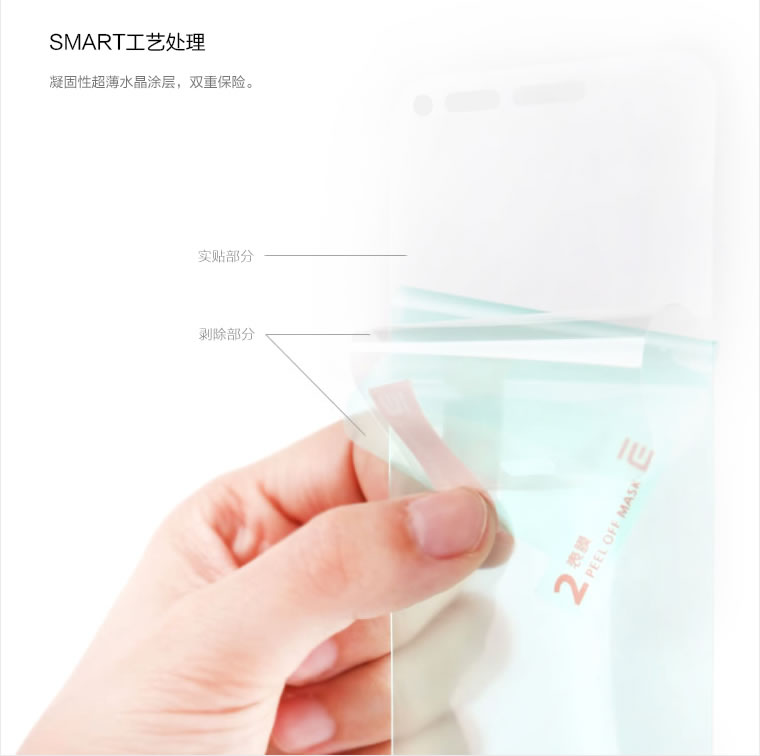 SMART工艺处理
凝固性超薄水晶涂层，双重保险。
实贴部分
剥除部分
2 表膜
PEEL OFF MASK